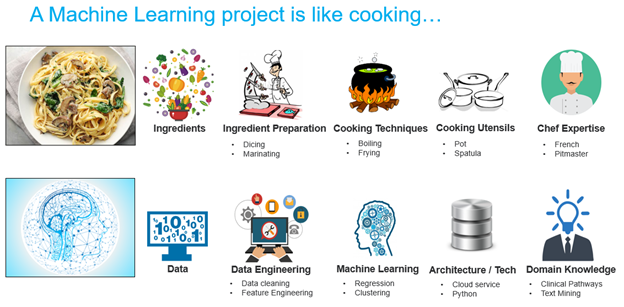 A Machine Learning project is like cooking…
Ingredients
Ingredient Preparation
• Dicing
• Marinating
Cooking Techniques
• Boiling
• Frying
Cooking Utensils
• Pot
• Spatula
Chef Expertise
• French
• Pitmaster
Data
Data Engineering
• Data cleaning
• Feature Engineering
Machine Learning
• Regression
• Clustering
Architecture / Tech
• Cloud service
• Python
Domain Knowledge
• Clinical Pathways
• Text Mining